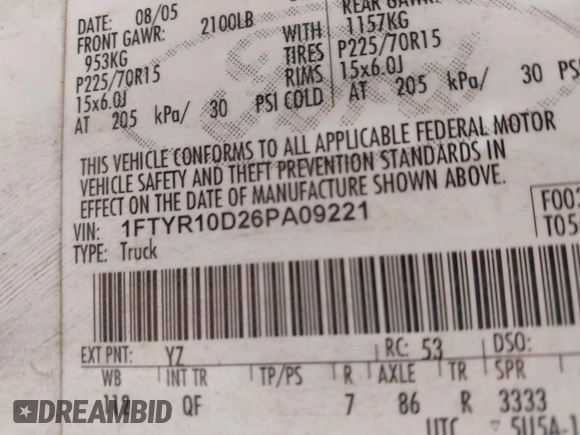 DATE: 08/05
FRONT GAWR: 2100LB
953KG
P225/70R15
15x6.0J
AT 205 kPa/ 30 PSI COLD
WITH
TIRES
RIMS
REAR GAWR:
1157KG
P225/70R15
15x6.0J
AT 205 kPa/ 30
THIS VEHICLE CONFORMS TO ALL APPLICABLE FEDERAL MOTOR
VEHICLE SAFETY AND THEFT PREVENTION STANDARDS IN
EFFECT ON THE DATE OF MANUFACTURE SHOWN ABOVE.
VIN: 1FTYR10D26PA09221
TYPE: Truck
EXT PNT: YZ RC: 53 DSO:
WB INT TR TP/PS R AXLE TR SPR
QF 7 86 R 3333
UTC
DREAMBID